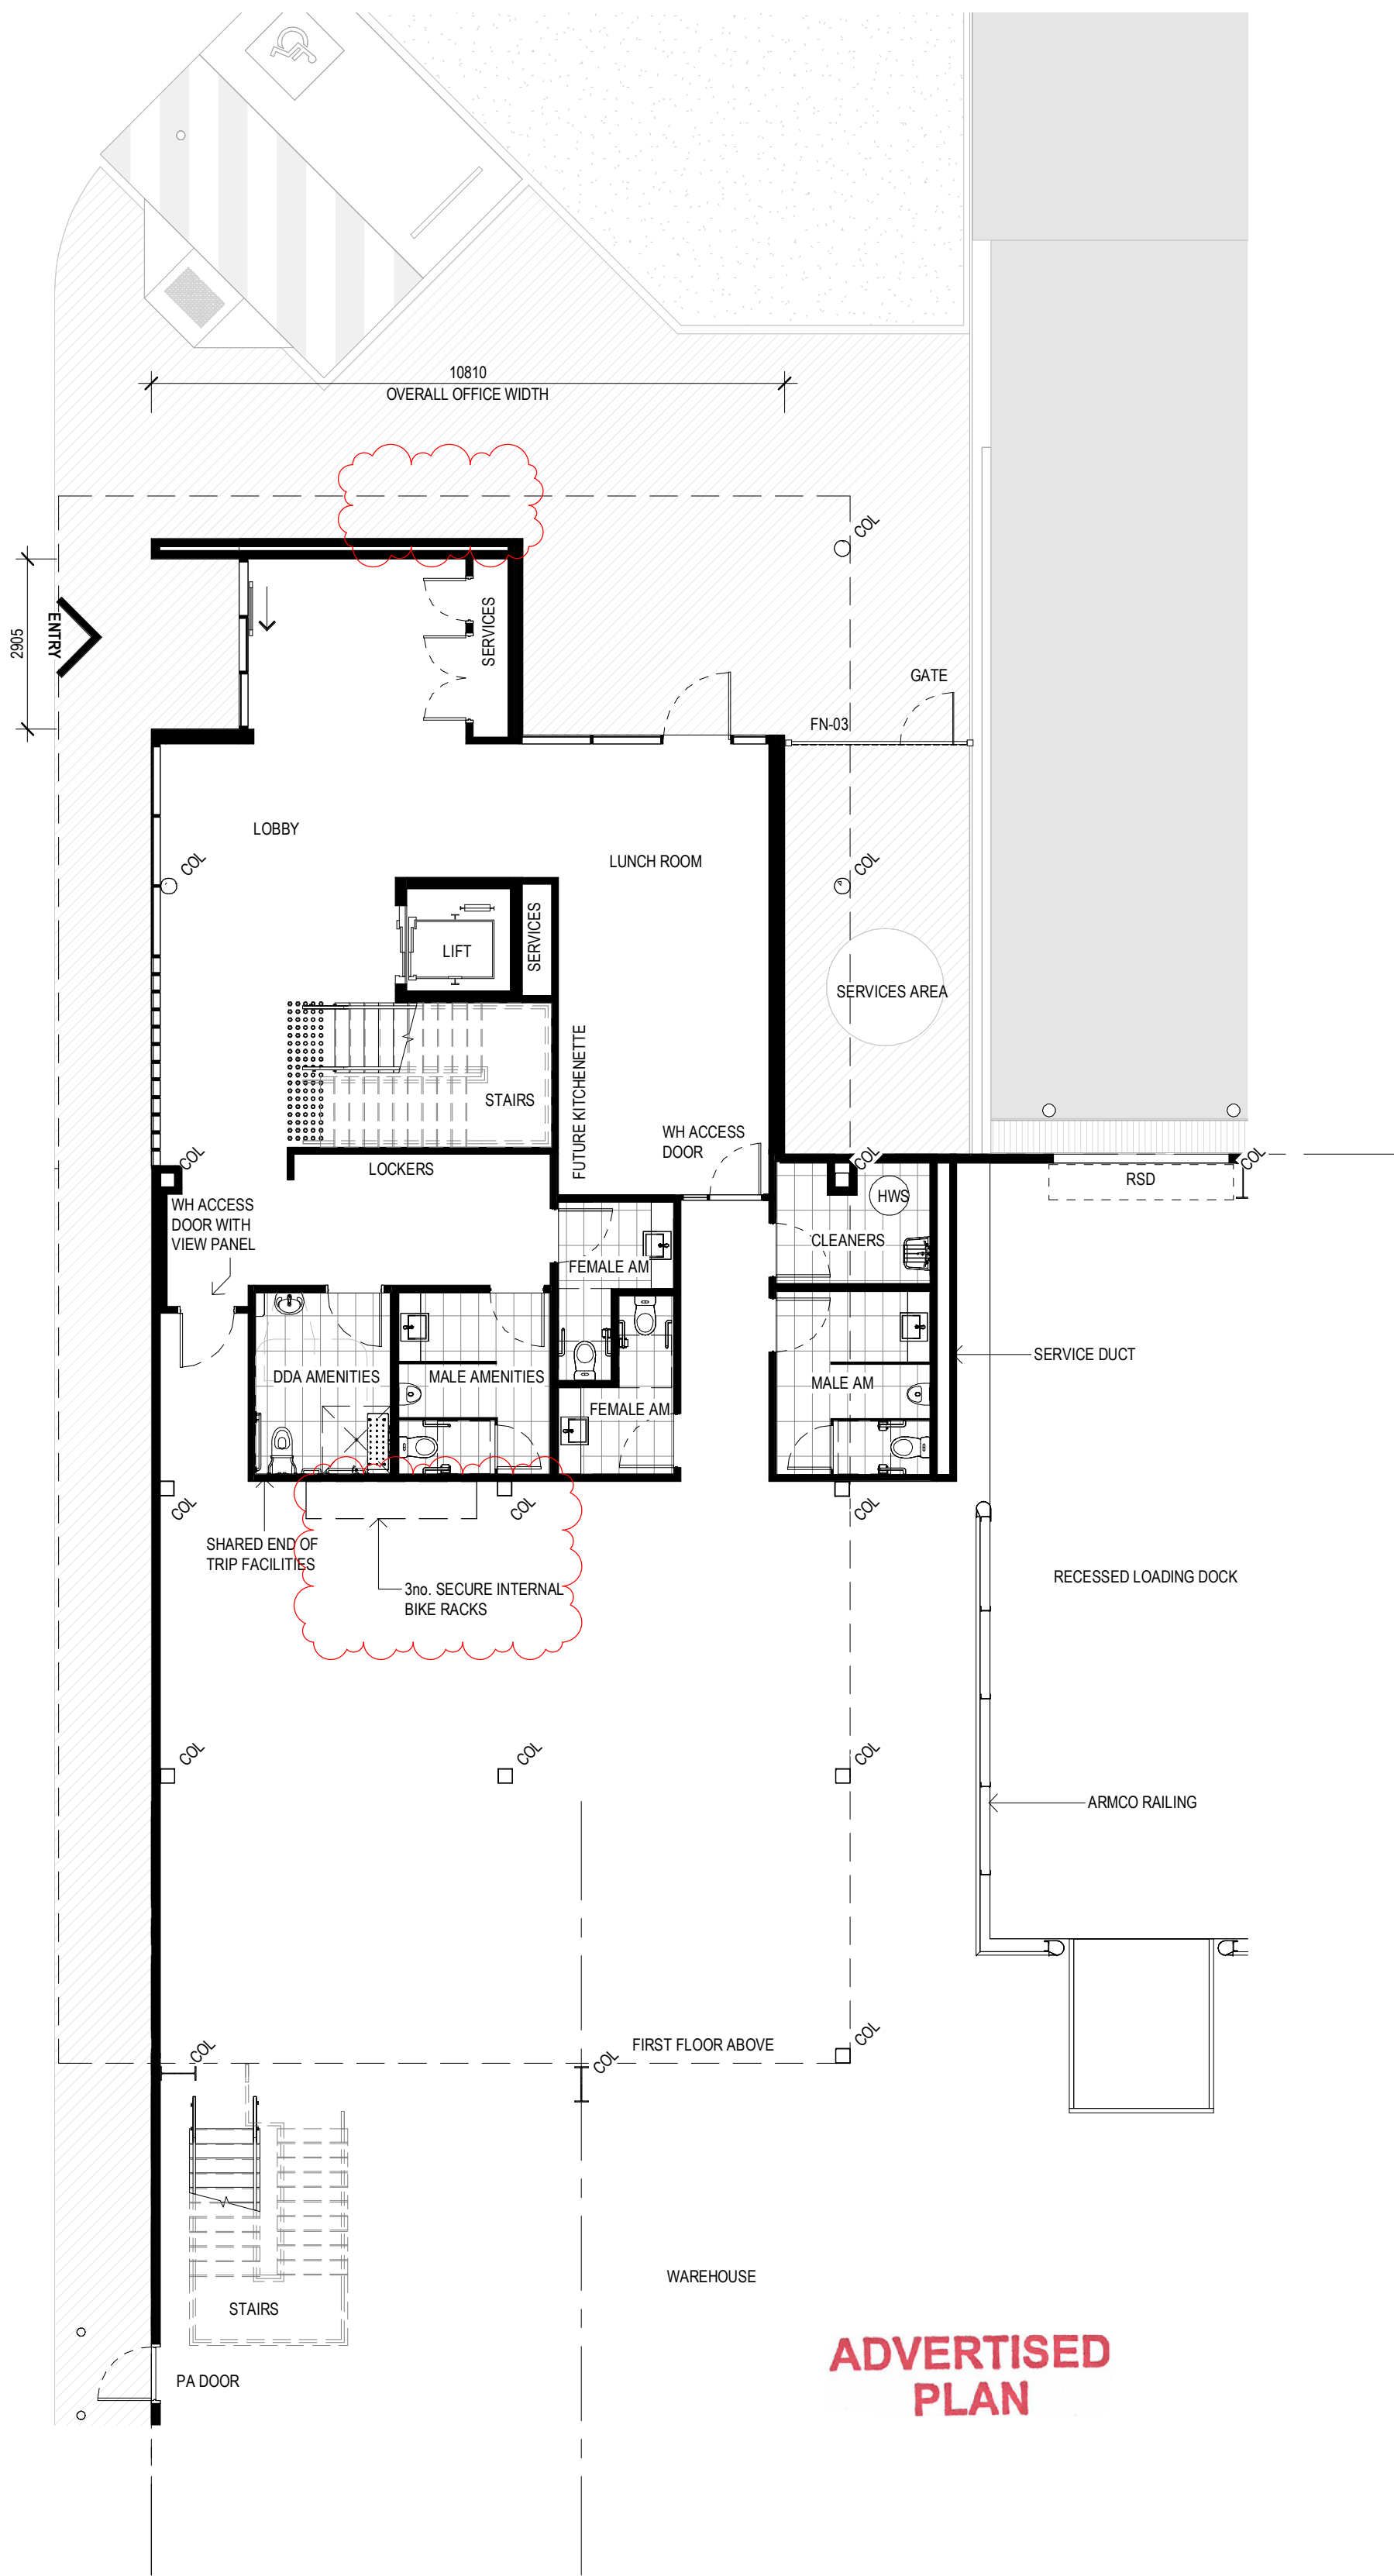 10810
OVERALL OFFICE WIDTH
COL
2905
ENTRY
SERVICES
GATE
FN-03
LOBBY
LUNCH ROOM
COL
COL
LIFT
SERVICES
SERVICES AREA
FUTURE KITCHENETTE
STAIRS
WH ACCESS
DOOR
COL
LOCKERS
COL
COL
RSD
HWS
WH ACCESS
DOOR WITH
VIEW PANEL
CLEANERS
FEMALE AM
SERVICE DUCT
DDA AMENITIES
MALE AMENITIES
MALE AM
FEMALE AM
COL
COL
COL
SHARED END OF
TRIP FACILITIES
RECESSED LOADING DOCK
3no. SECURE INTERNAL
BIKE RACKS
COL
COL
COL
ARMCO RAILING
COL
FIRST FLOOR ABOVE
COL
COL
WAREHOUSE
STAIRS
PA DOOR
ADVERTISED
PLAN